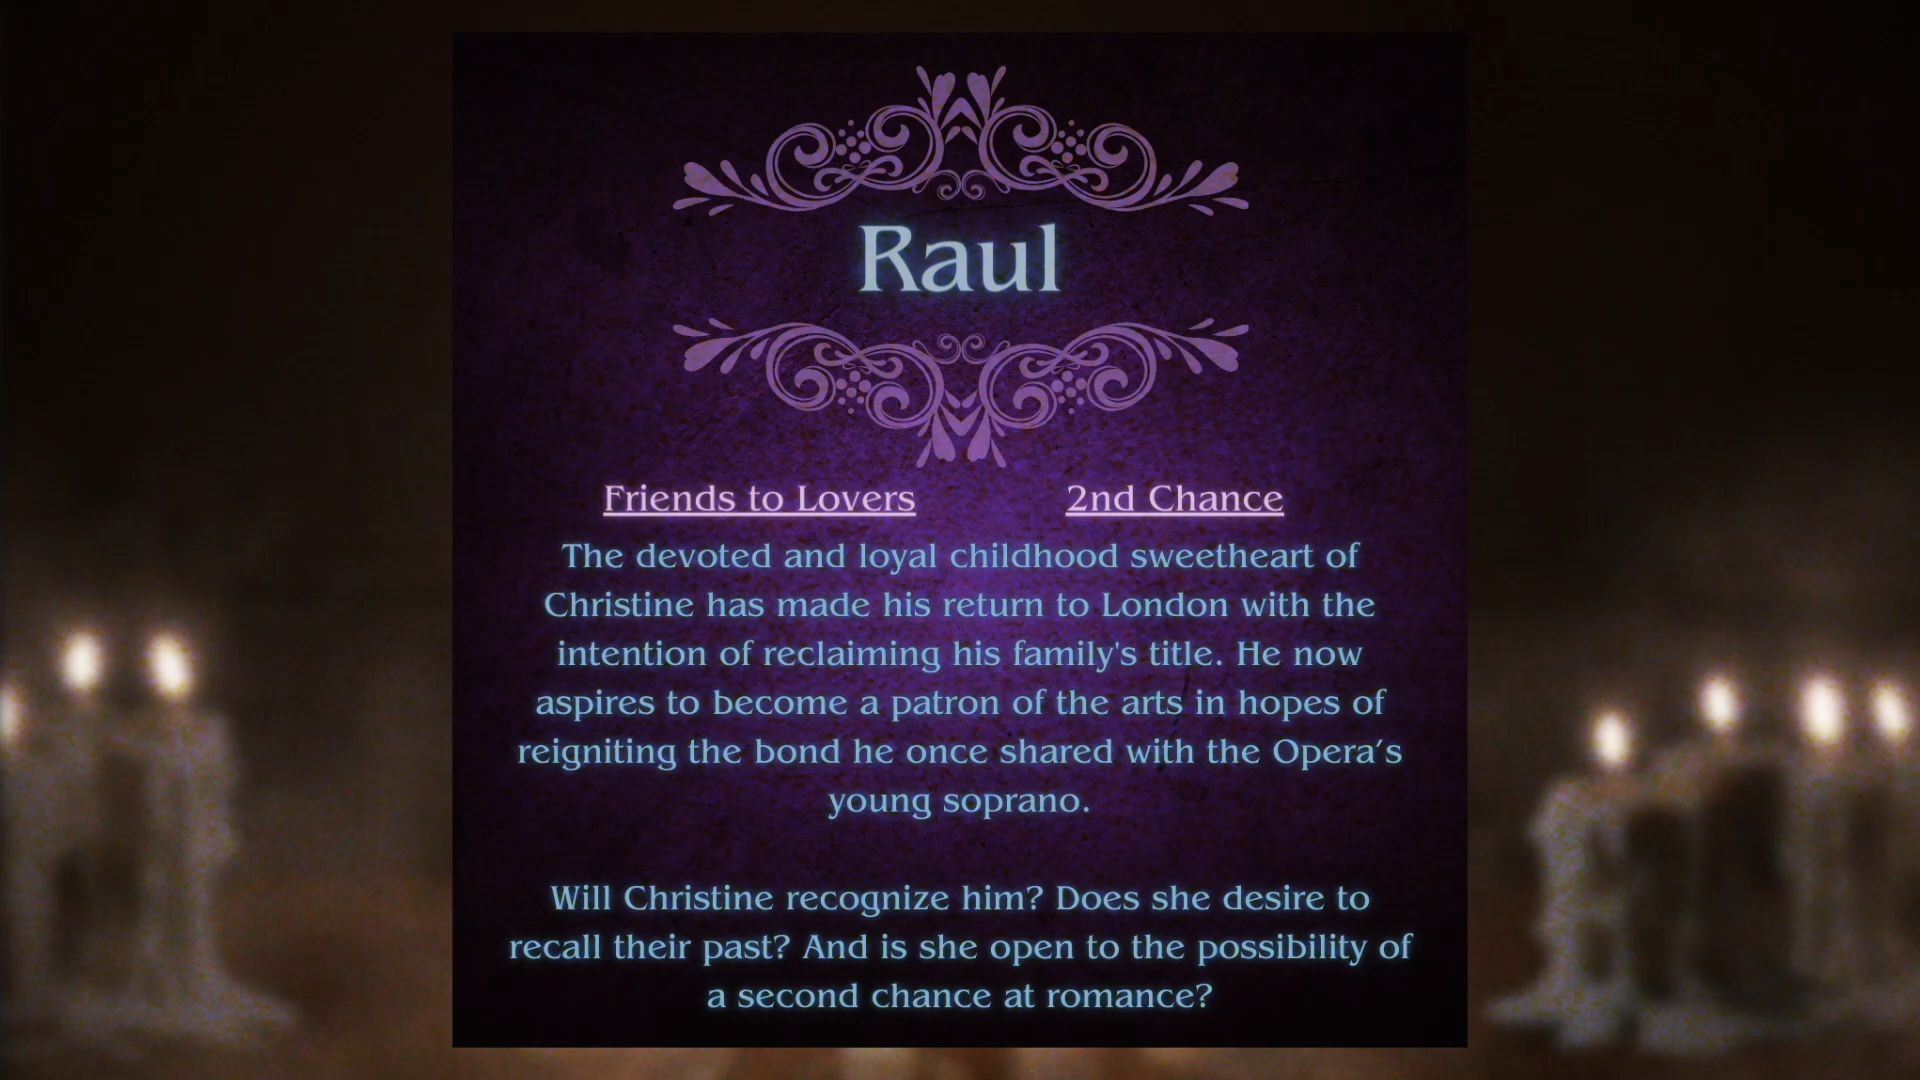 Raul
Friends to Lovers
2nd Chance
The devoted and loyal childhood sweetheart of
Christine has made his return to London with the
intention of reclaiming his family's title. He now
aspires to become a patron of the arts in hopes of
reigniting the bond he once shared with the Opera’s
young soprano.
Will Christine recognize him? Does she desire to
recall their past? And is she open to the possibility of
a second chance at romance?